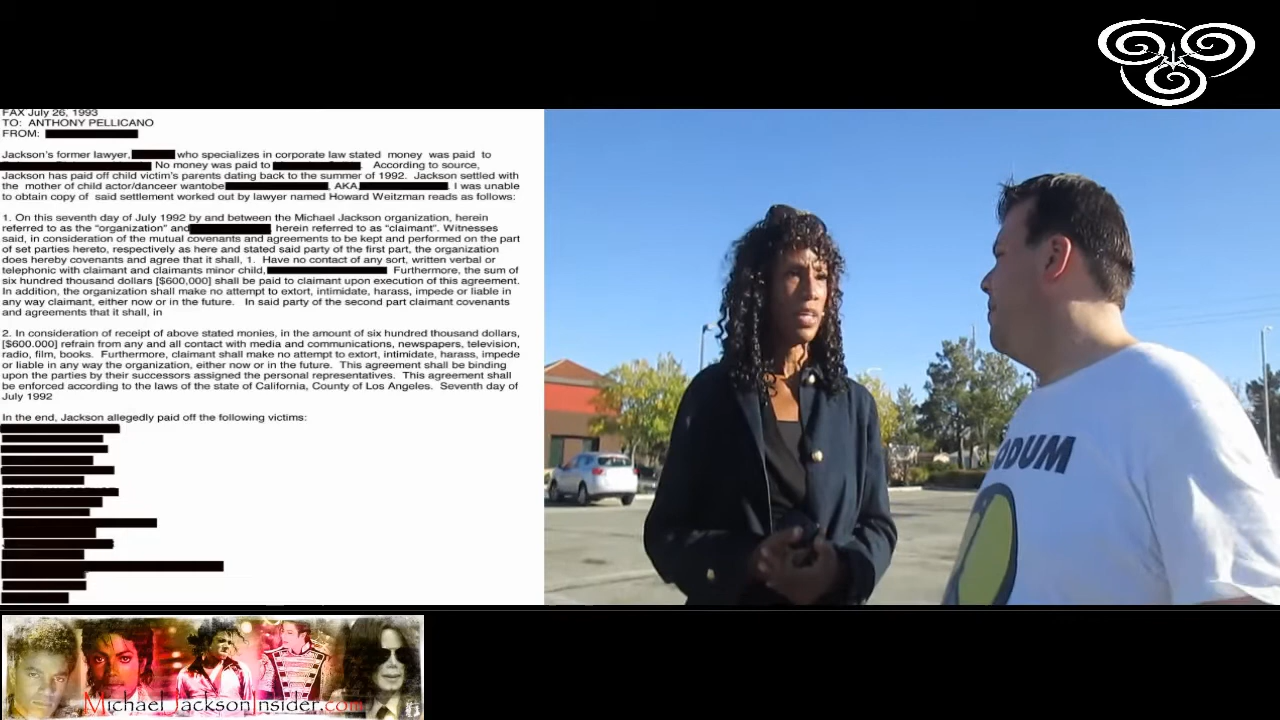 FAX July 26, 1993
TO: ANTHONY PELLICANO
FROM:
Jackson's former lawyer, who specializes in corporate law stated money was paid to
No money was paid to . According to source,
Jackson has paid off child victim's parents dating back to the summer of 1992. Jackson settled with
the mother of child actor/danceer wantobe , AKA , I was unable
to obtain copy of said settlement worked out by lawyer named Howard Weitzman reads as follows:
1. On this seventh day of July 1992 by and between the Michael Jackson organization, herein
referred to as the "organization" and , herein referred to as "claimant". Witnesses
said, in consideration of the mutual covenants and agreements to be kept and performed on the part
of set parties hereto, respectively as here and stated said party of the first part, the organization
does hereby covenants and agree that it shall, 1. Have no contact of any sort, written verbal or
telephonic with claimant and claimants minor child, Furthermore, the sum of
six hundred thousand dollars [$600,000] shall be paid to claimant upon execution of this agreement.
In addition, the organization shall make no attempt to extort, intimidate, harass, impede or liable in
any way claimant, either now or in the future. In said party of the second part claimant covenants
and agreements that it shall, in
2. In consideration of receipt of above stated monies, in the amount of six hundred thousand dollars,
[$600.000] refrain from any and all contact with media and communications, newspapers, television,
radio, film, books. Furthermore, claimant shall make no attempt to extort, intimidate, harass, impede
or liable in any way the organization, either now or in the future. This agreement shall be binding
upon the parties by their successors assigned the personal representatives. This agreement shall
be enforced according to the laws of the state of California, County of Los Angeles. Seventh day of
July 1992
In the end, Jackson allegedly paid off the following victims:
ODUM
MichaelJacksonInsider.com